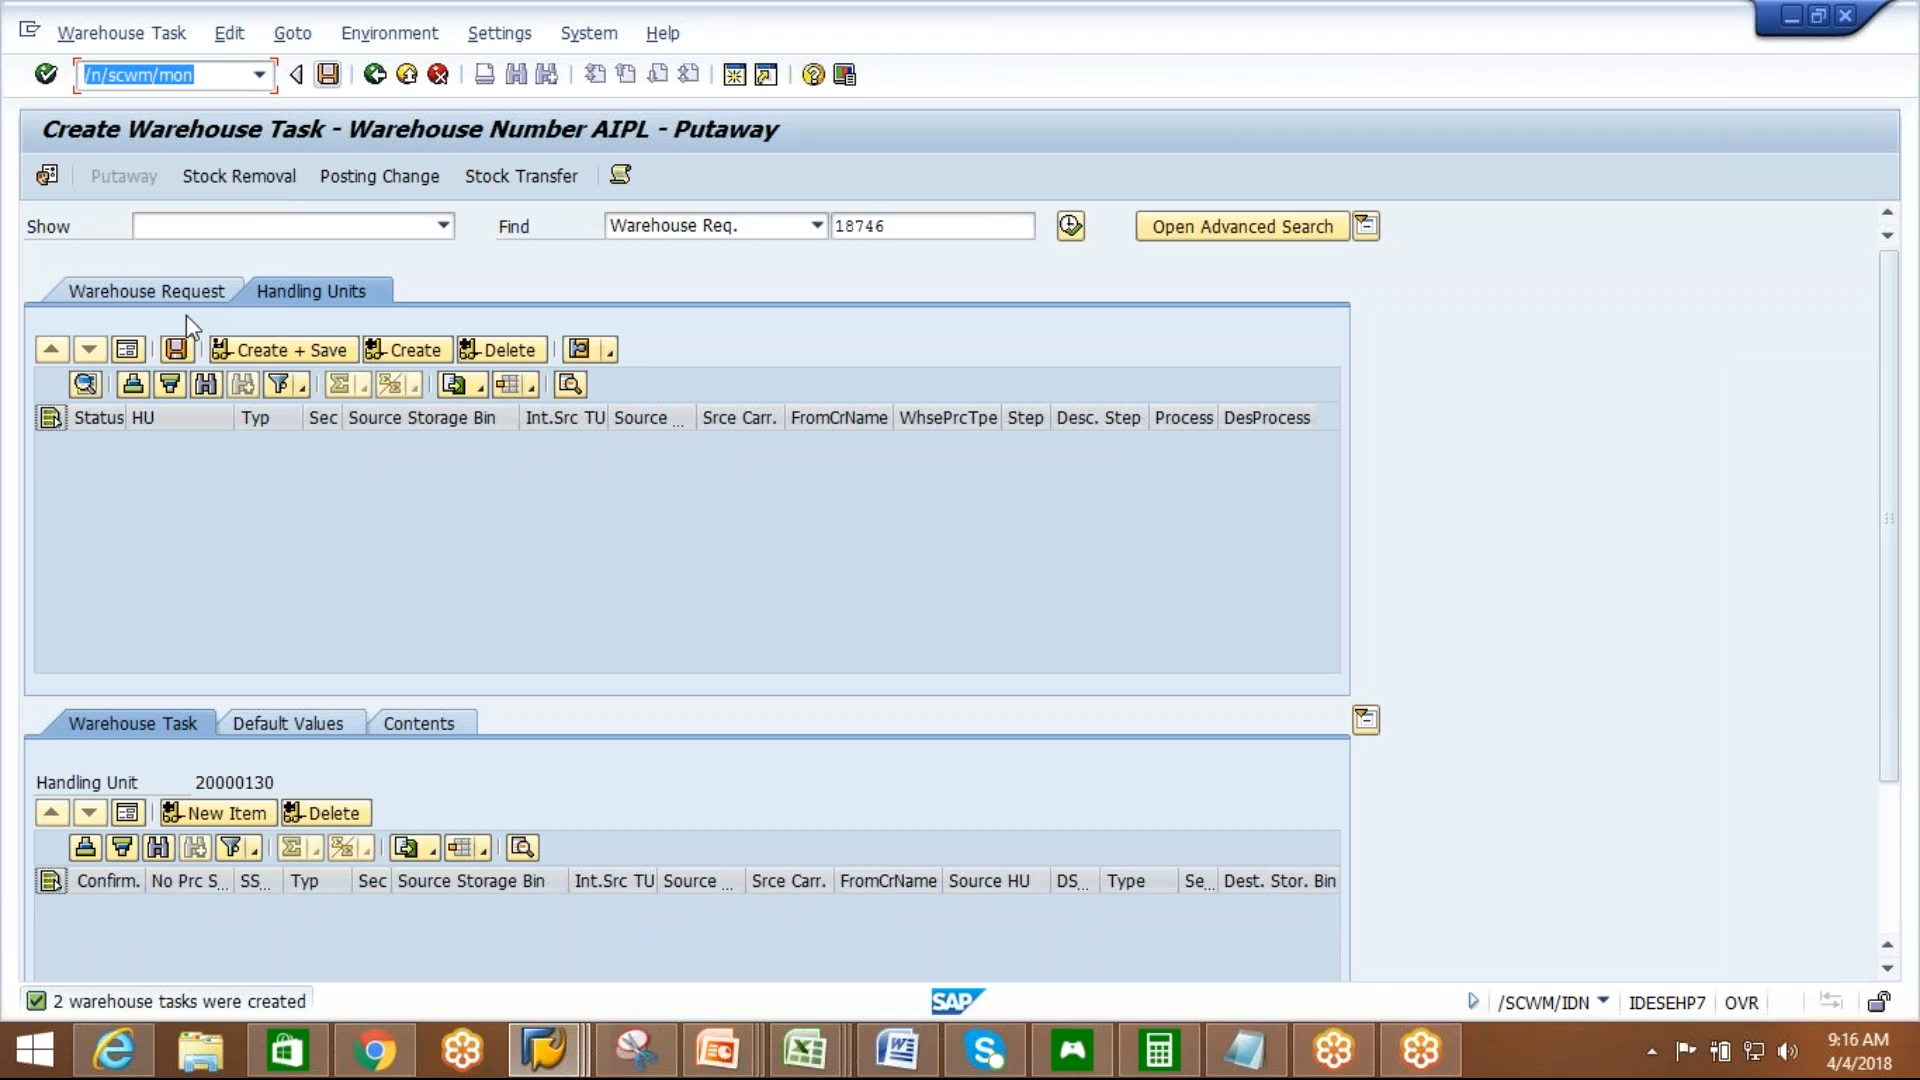 Warehouse Task Edit Goto Environment Settings System Help
/n/scwm/mon
Create Warehouse Task - Warehouse Number AIPL - Putaway
Putaway Stock Removal Posting Change Stock Transfer
Show Find Warehouse Req. 18746 Open Advanced Search
Warehouse Request Handling Units
Create + Save Create Delete
Status HU Typ Sec Source Storage Bin Int.Src TU Source ... Srce Carr. FromCrName WhsePrcTpe Step Desc. Step Process DesProcess
Warehouse Task Default Values Contents
Handling Unit 20000130
New Item Delete
Confirm. No Prc S... SS... Typ Sec Source Storage Bin Int.Src TU Source ... Srce Carr. FromCrName Source HU DS... Type Se... Dest. Stor. Bin
2 warehouse tasks were created SAP /SCWM/IDN IDESEHP7 OVR
9:16 AM
4/4/2018